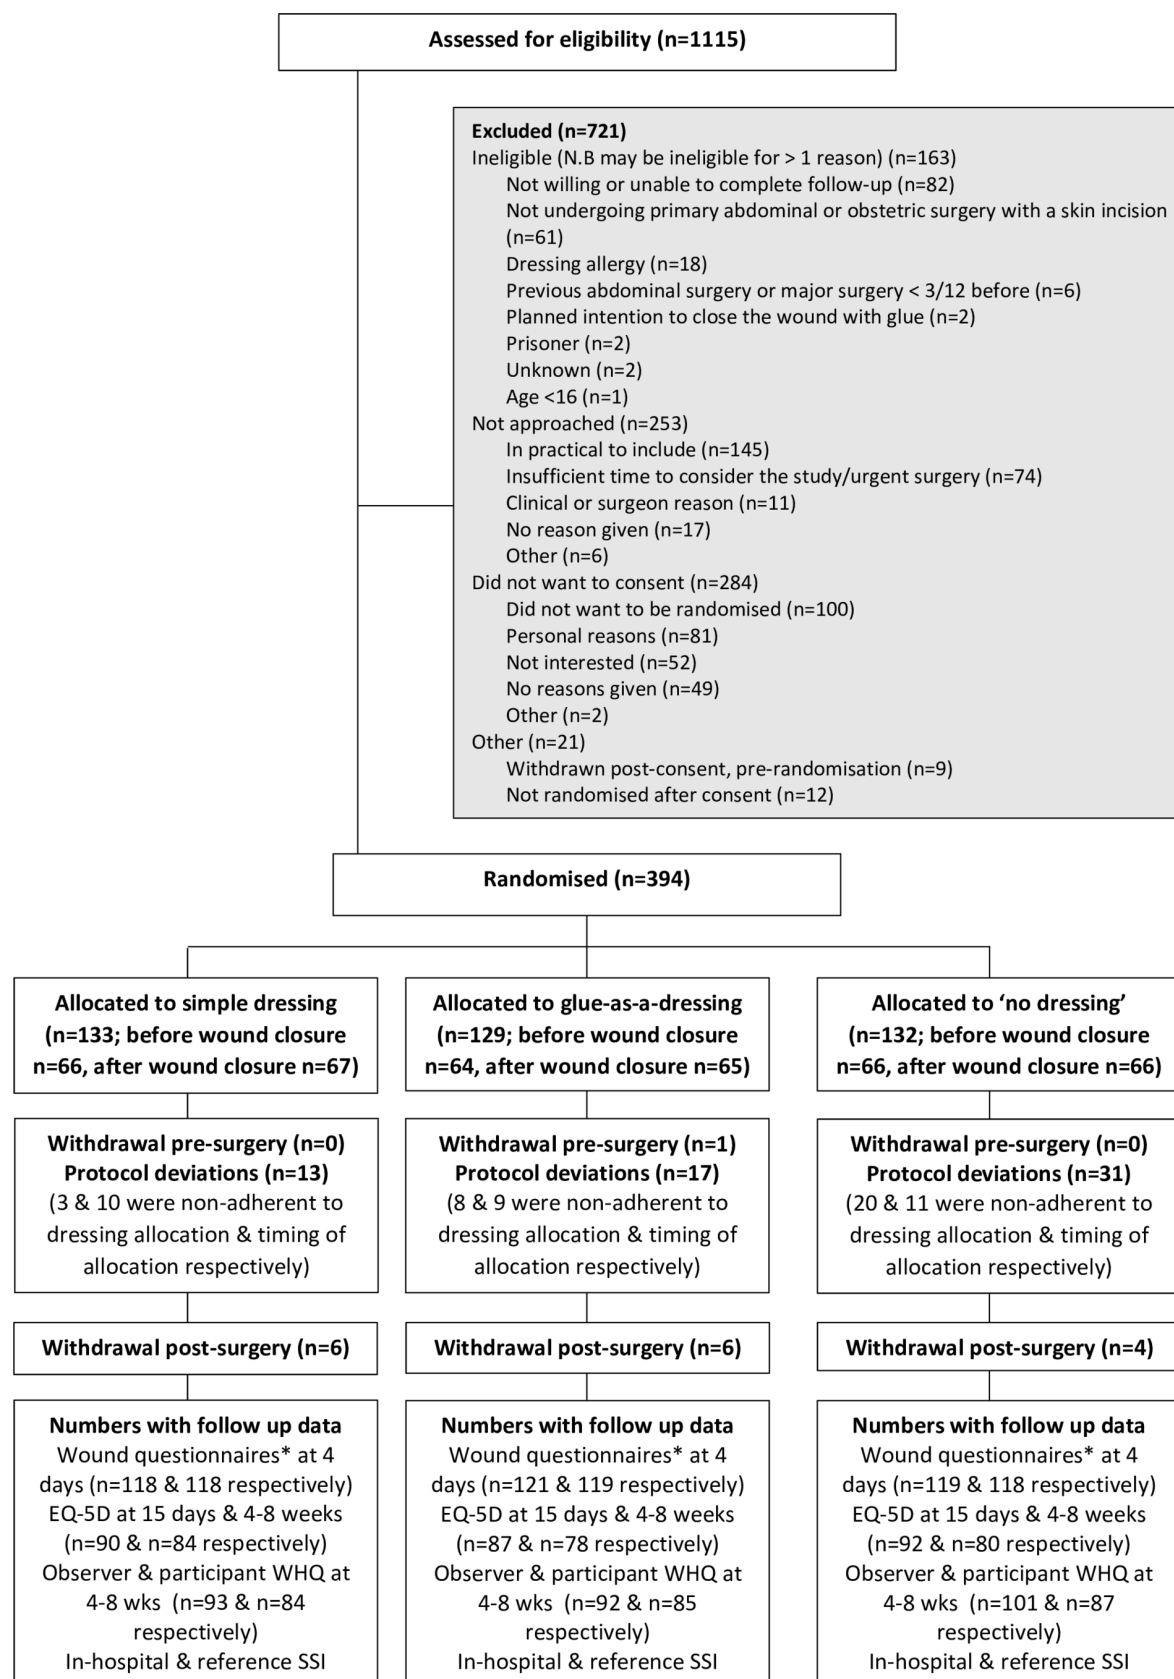 Assessed for eligibility (n=1115)
Excluded (n=721)
Ineligible (N.B may be ineligible for > 1 reason) (n=163)
Not willing or unable to complete follow-up (n=82)
Not undergoing primary abdominal or obstetric surgery with a skin incision
(n=61)
Dressing allergy (n=18)
Previous abdominal surgery or major surgery < 3/12 before (n=6)
Planned intention to close the wound with glue (n=2)
Prisoner (n=2)
Unknown (n=2)
Age <16 (n=1)
Not approached (n=253)
In practical to include (n=145)
Insufficient time to consider the study/urgent surgery (n=74)
Clinical or surgeon reason (n=11)
No reason given (n=17)
Other (n=6)
Did not want to consent (n=284)
Did not want to be randomised (n=100)
Personal reasons (n=81)
Not interested (n=52)
No reasons given (n=49)
Other (n=2)
Other (n=21)
Withdrawn post-consent, pre-randomisation (n=9)
Not randomised after consent (n=12)
Randomised (n=394)
Allocated to simple dressing
(n=133; before wound closure
n=66, after wound closure n=67)
Withdrawal pre-surgery (n=0)
Protocol deviations (n=13)
(3 & 10 were non-adherent to
dressing allocation & timing of
allocation respectively)
Withdrawal post-surgery (n=6)
Numbers with follow up data
Wound questionnaires* at 4
days (n=118 & 118 respectively)
EQ-5D at 15 days & 4-8 weeks
(n=90 & n=84 respectively)
Observer & participant WHQ at
4-8 wks (n=93 & n=84
respectively)
In-hospital & reference SSI
Allocated to glue-as-a-dressing
(n=129; before wound closure
n=64, after wound closure n=65)
Withdrawal pre-surgery (n=1)
Protocol deviations (n=17)
(8 & 9 were non-adherent to
dressing allocation & timing of
allocation respectively)
Withdrawal post-surgery (n=6)
Numbers with follow up data
Wound questionnaires* at 4
days (n=121 & 119 respectively)
EQ-5D at 15 days & 4-8 weeks
(n=87 & n=78 respectively)
Observer & participant WHQ at
4-8 wks (n=92 & n=85
respectively)
In-hospital & reference SSI
Allocated to ‘no dressing’
(n=132; before wound closure
n=66, after wound closure n=66)
Withdrawal pre-surgery (n=0)
Protocol deviations (n=31)
(20 & 11 were non-adherent to
dressing allocation & timing of
allocation respectively)
Withdrawal post-surgery (n=4)
Numbers with follow up data
Wound questionnaires* at 4
days (n=119 & 118 respectively)
EQ-5D at 15 days & 4-8 weeks
(n=92 & n=80 respectively)
Observer & participant WHQ at
4-8 wks (n=101 & n=87
respectively)
In-hospital & reference SSI